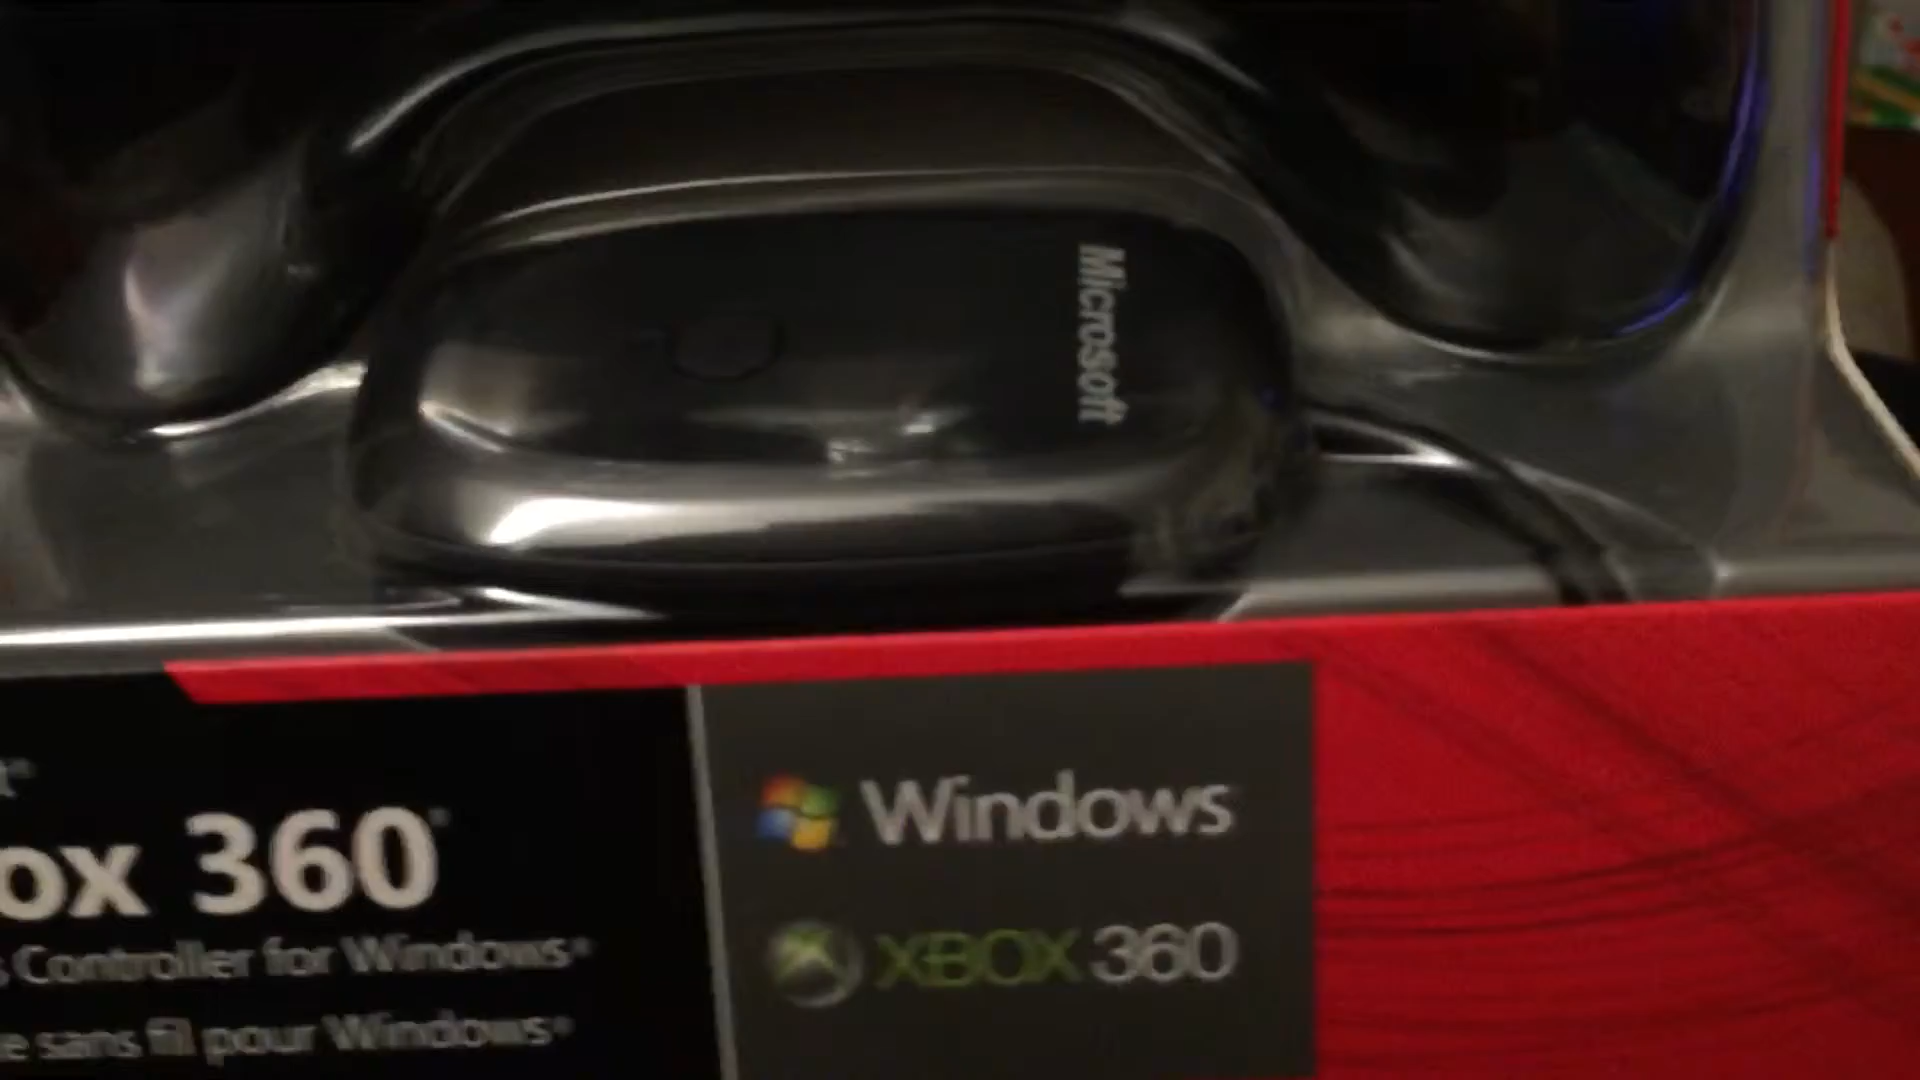 Microsoft
ox 360
Controller for Windows®
e sans fil pour Windows®
Windows
XBOX 360